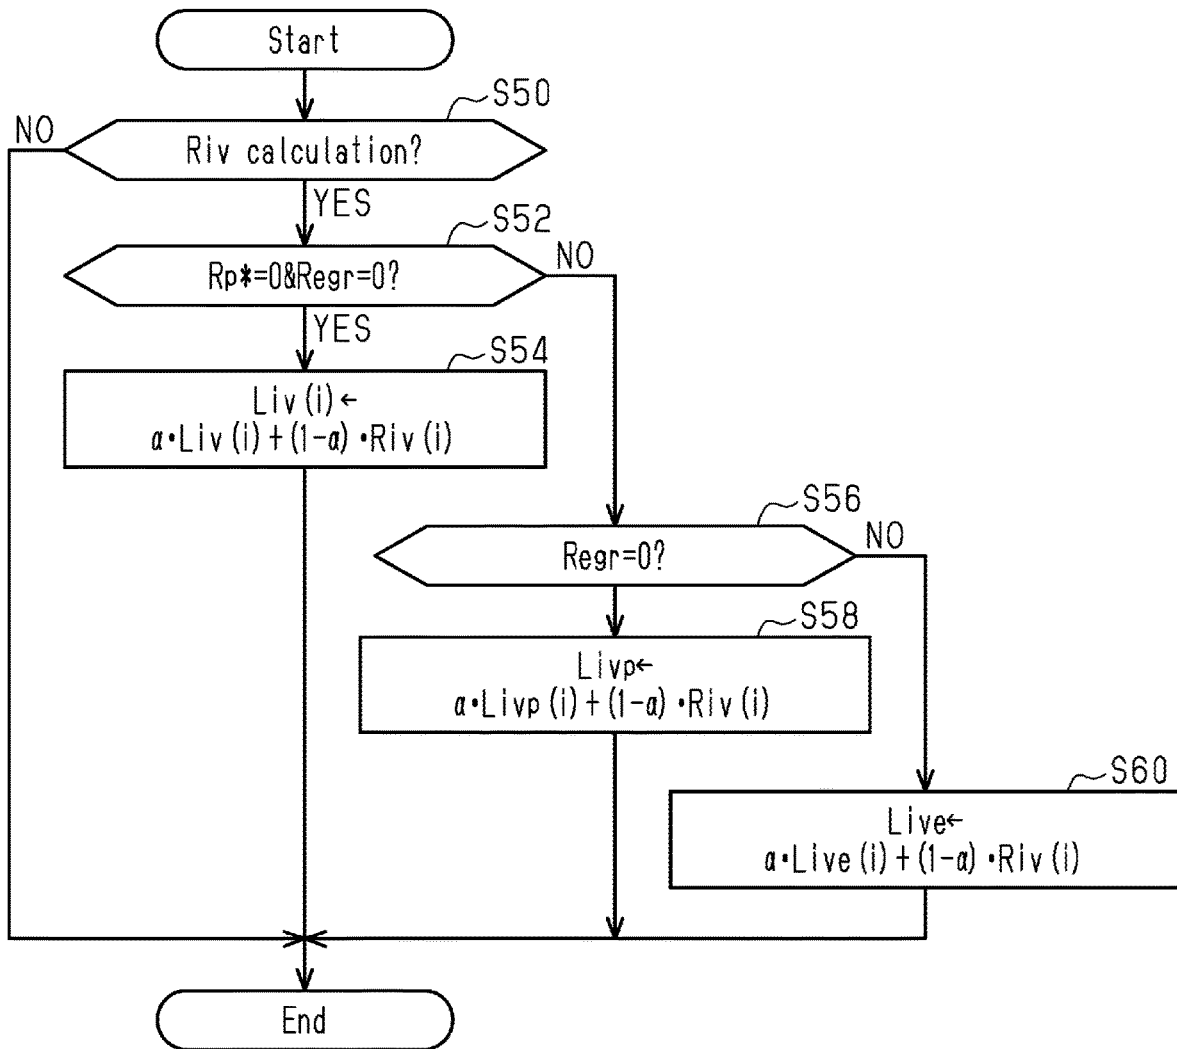 Start
S50
NO
Riv calculation?
YES
S52
NO
Rp*=0&Regr=0?
YES
S54
Liv(i)←
α•Liv(i)+(1-α)•Riv(i)
S56
NO
Regr=0?
S58
Livp←
α•Livp(i)+(1-α)•Riv(i)
S60
Live←
α•Live(i)+(1-α)•Riv(i)
End